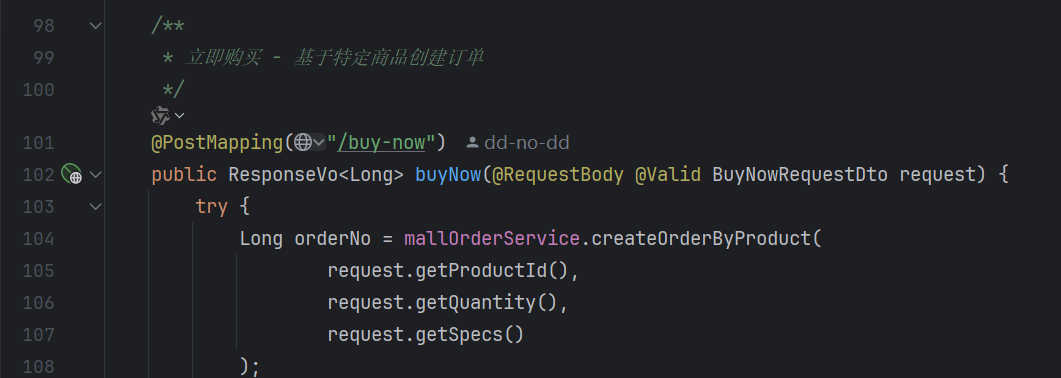 98 /**
99 * 立即购买 - 基于特定商品创建订单
100 */
101 @PostMapping("/buy-now") dd-no-dd
102 public ResponseVo<Long> buyNow(@RequestBody @Valid BuyNowRequestDto request) {
103 try {
104 Long orderNo = mallOrderService.createOrderByProduct(
105 request.getProductId(),
106 request.getQuantity(),
107 request.getSpecs()
108 );